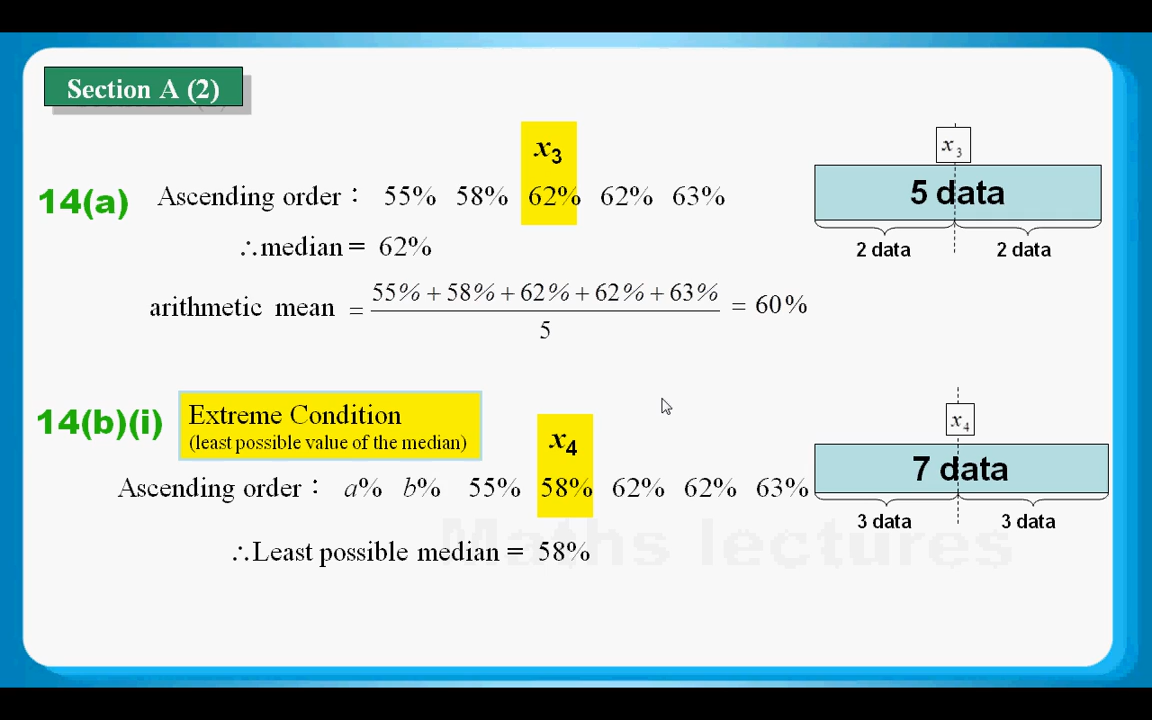 Section A (2)
x3
14(a) Ascending order： 55% 58% 62% 62% 63%
∴median = 62%
arithmetic mean = (55% + 58% + 62% + 62% + 63%) / 5 = 60%
x3
5 data
2 data 2 data
14(b)(i) Extreme Condition
(least possible value of the median)
x4
Ascending order： a% b% 55% 58% 62% 62% 63%
∴Least possible median = 58%
x4
7 data
3 data 3 data
Maths lectures